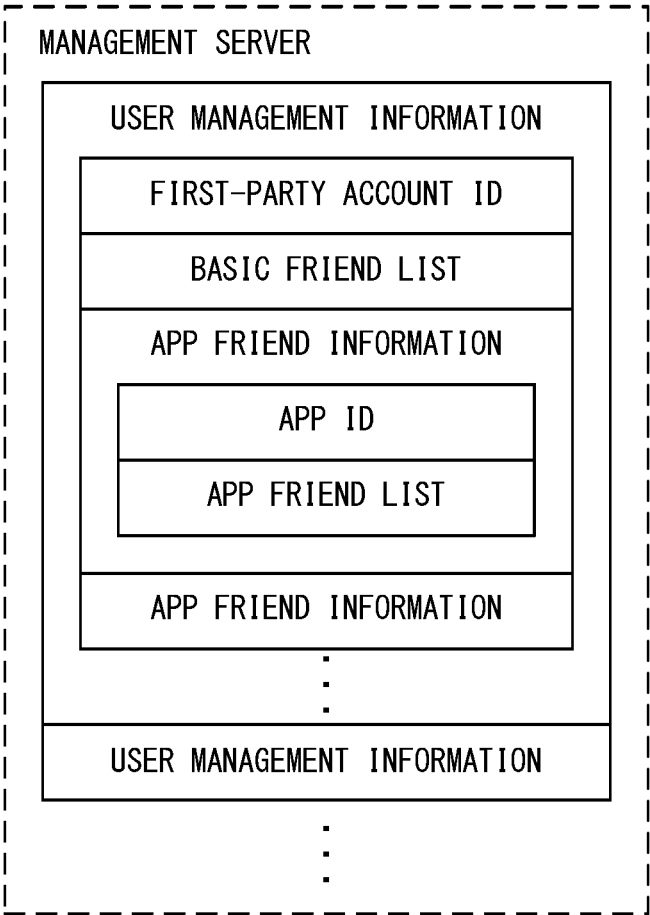 MANAGEMENT SERVER
USER MANAGEMENT INFORMATION
FIRST-PARTY ACCOUNT ID
BASIC FRIEND LIST
APP FRIEND INFORMATION
APP ID
APP FRIEND LIST
APP FRIEND INFORMATION
USER MANAGEMENT INFORMATION